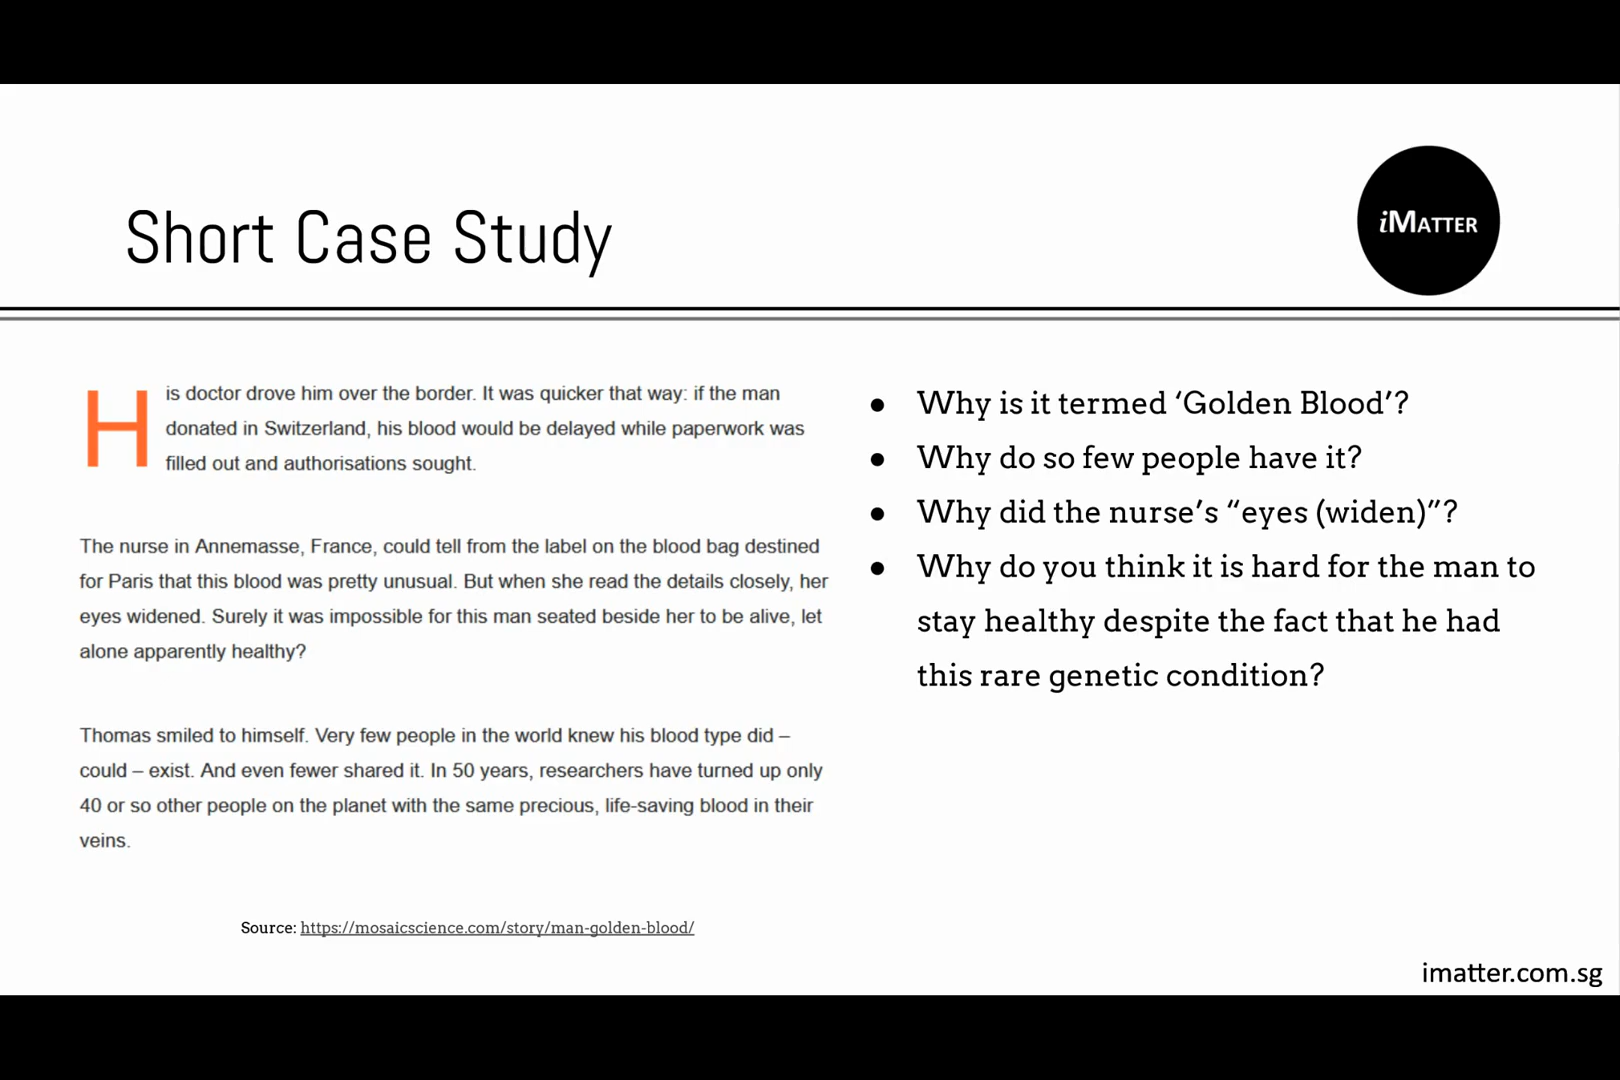 Short Case Study
iMATTER
His doctor drove him over the border. It was quicker that way: if the man
donated in Switzerland, his blood would be delayed while paperwork was
filled out and authorisations sought.
The nurse in Annemasse, France, could tell from the label on the blood bag destined
for Paris that this blood was pretty unusual. But when she read the details closely, her
eyes widened. Surely it was impossible for this man seated beside her to be alive, let
alone apparently healthy?
Thomas smiled to himself. Very few people in the world knew his blood type did –
could – exist. And even fewer shared it. In 50 years, researchers have turned up only
40 or so other people on the planet with the same precious, life-saving blood in their
veins.
Source: https://mosaicscience.com/story/man-golden-blood/
● Why is it termed ‘Golden Blood’?
● Why do so few people have it?
● Why did the nurse’s “eyes (widen)”?
● Why do you think it is hard for the man to
stay healthy despite the fact that he had
this rare genetic condition?
imatter.com.sg